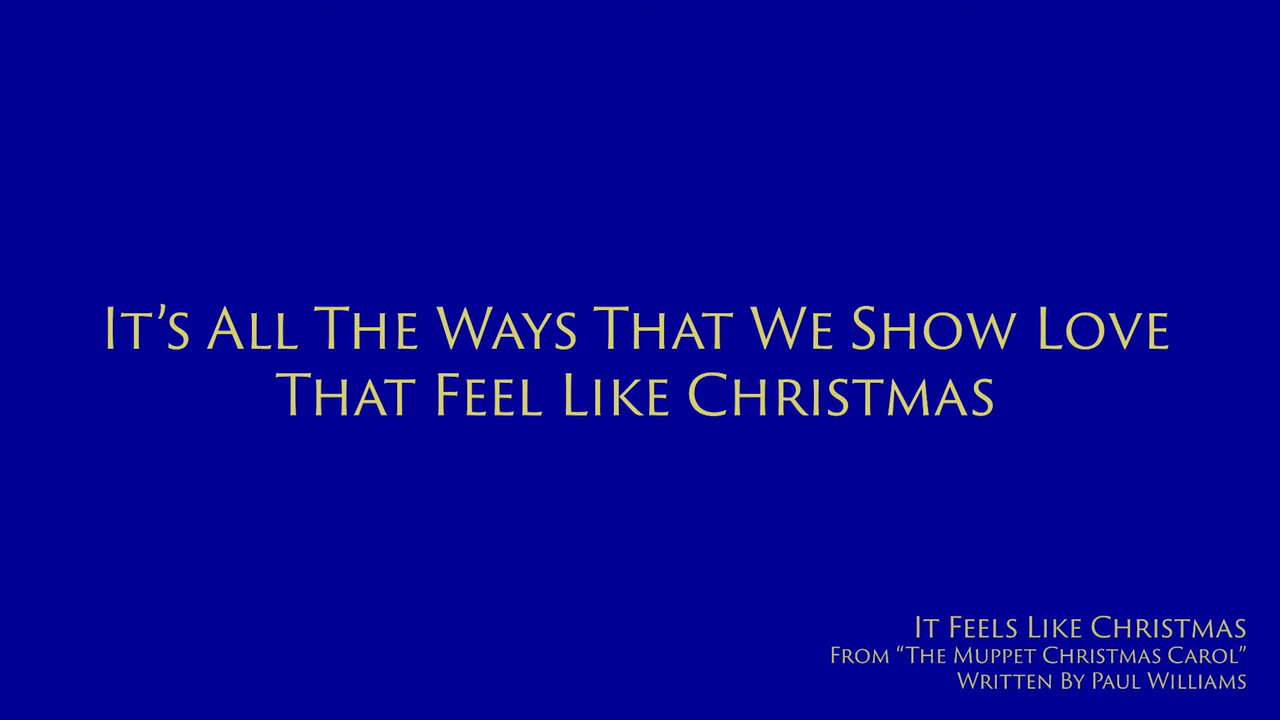 It's All The Ways That We Show Love
That Feel Like Christmas
It Feels Like Christmas
From “The Muppet Christmas Carol”
Written By Paul Williams